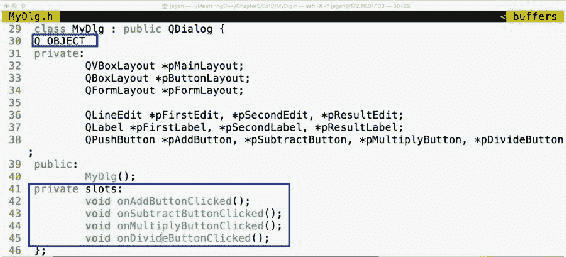 MyDlg.h
buffers
29 class MyDlg : public QDialog {
30 Q_OBJECT
31 private:
32 QVBoxLayout *pMainLayout;
33 QBoxLayout *pButtonLayout;
34 QFormLayout *pFormLayout;
35
36 QLineEdit *pFirstEdit, *pSecondEdit, *pResultEdit;
37 QLabel *pFirstLabel, *pSecondLabel, *pResultLabel;
38 QPushButton *pAddButton, *pSubtractButton, *pMultiplyButton, *pDivideButton
;
39 public:
40 MyDlg();
41 private slots:
42 void onAddButtonClicked();
43 void onSubtractButtonClicked();
44 void onMultiplyButtonClicked();
45 void onDivideButtonClicked();
46 };